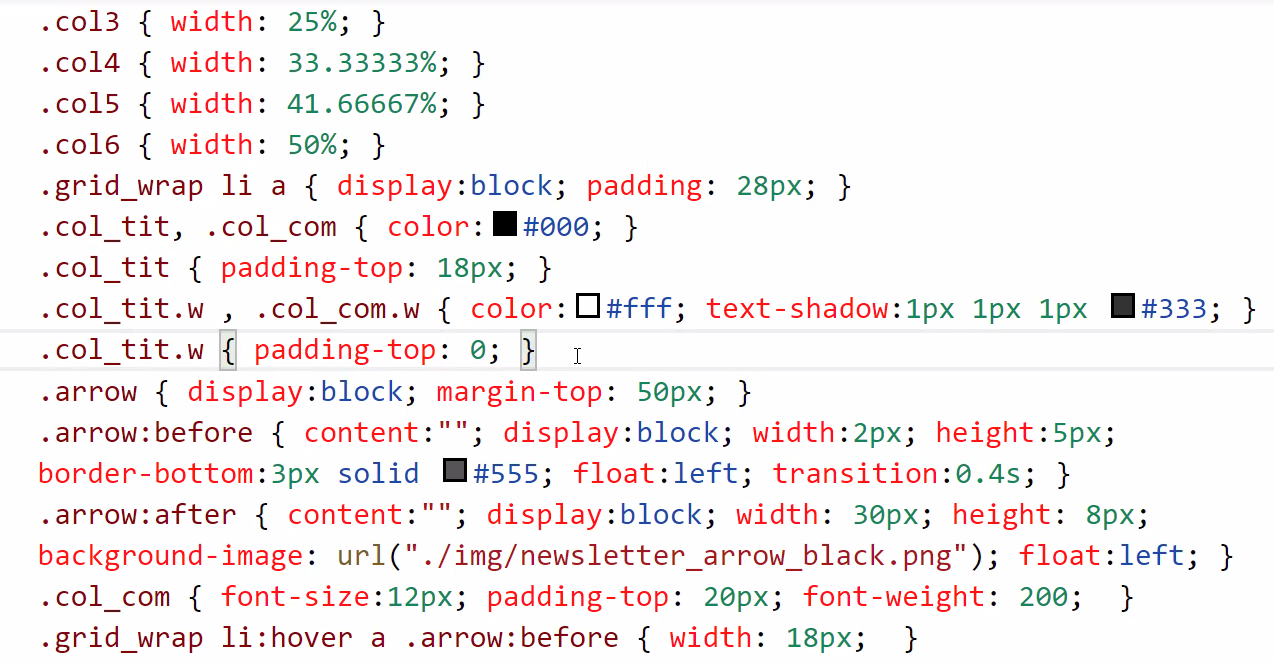 .col3 { width: 25%; }
.col4 { width: 33.33333%; }
.col5 { width: 41.66667%; }
.col6 { width: 50%; }
.grid_wrap li a { display:block; padding: 28px; }
.col_tit, .col_com { color:#000; }
.col_tit { padding-top: 18px; }
.col_tit.w , .col_com.w { color:#fff; text-shadow:1px 1px 1px #333; }
.col_tit.w { padding-top: 0; }
.arrow { display:block; margin-top: 50px; }
.arrow:before { content:""; display:block; width:2px; height:5px;
border-bottom:3px solid #555; float:left; transition:0.4s; }
.arrow:after { content:""; display:block; width: 30px; height: 8px;
background-image: url("./img/newsletter_arrow_black.png"); float:left; }
.col_com { font-size:12px; padding-top: 20px; font-weight: 200;  }
.grid_wrap li:hover a .arrow:before { width: 18px;  }